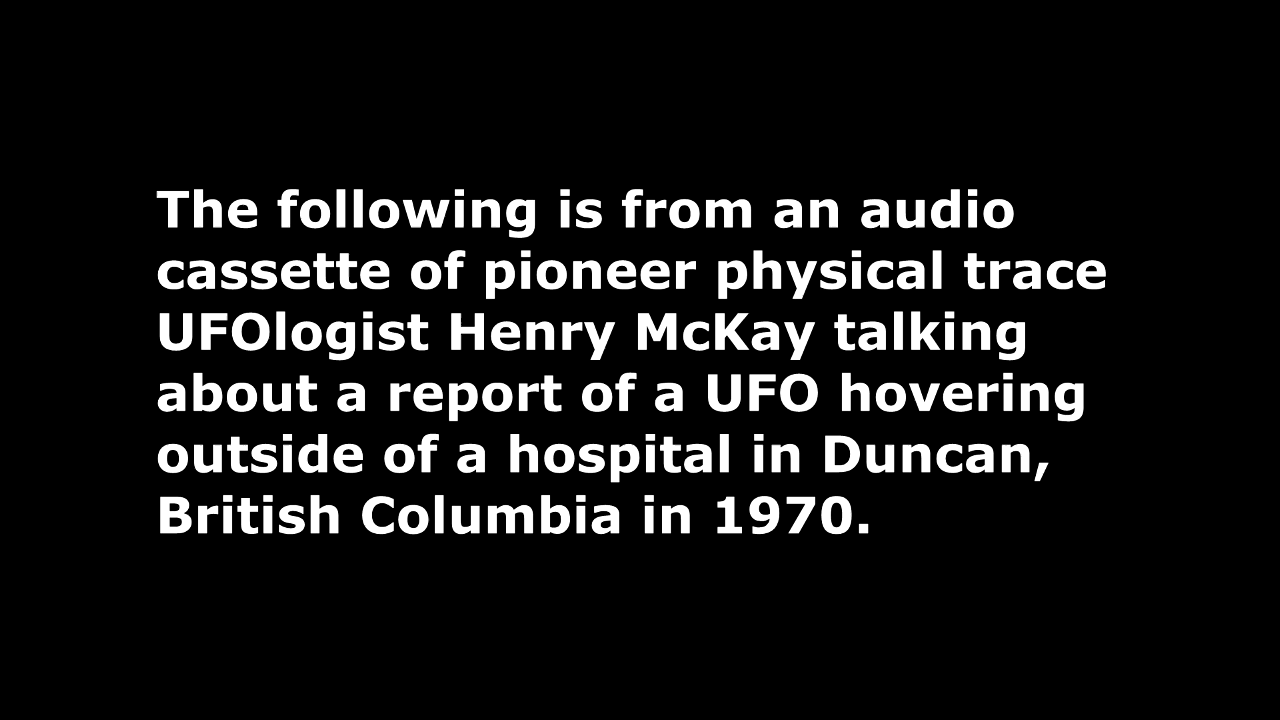 The following is from an audio
cassette of pioneer physical trace
UFOlogist Henry McKay talking
about a report of a UFO hovering
outside of a hospital in Duncan,
British Columbia in 1970.